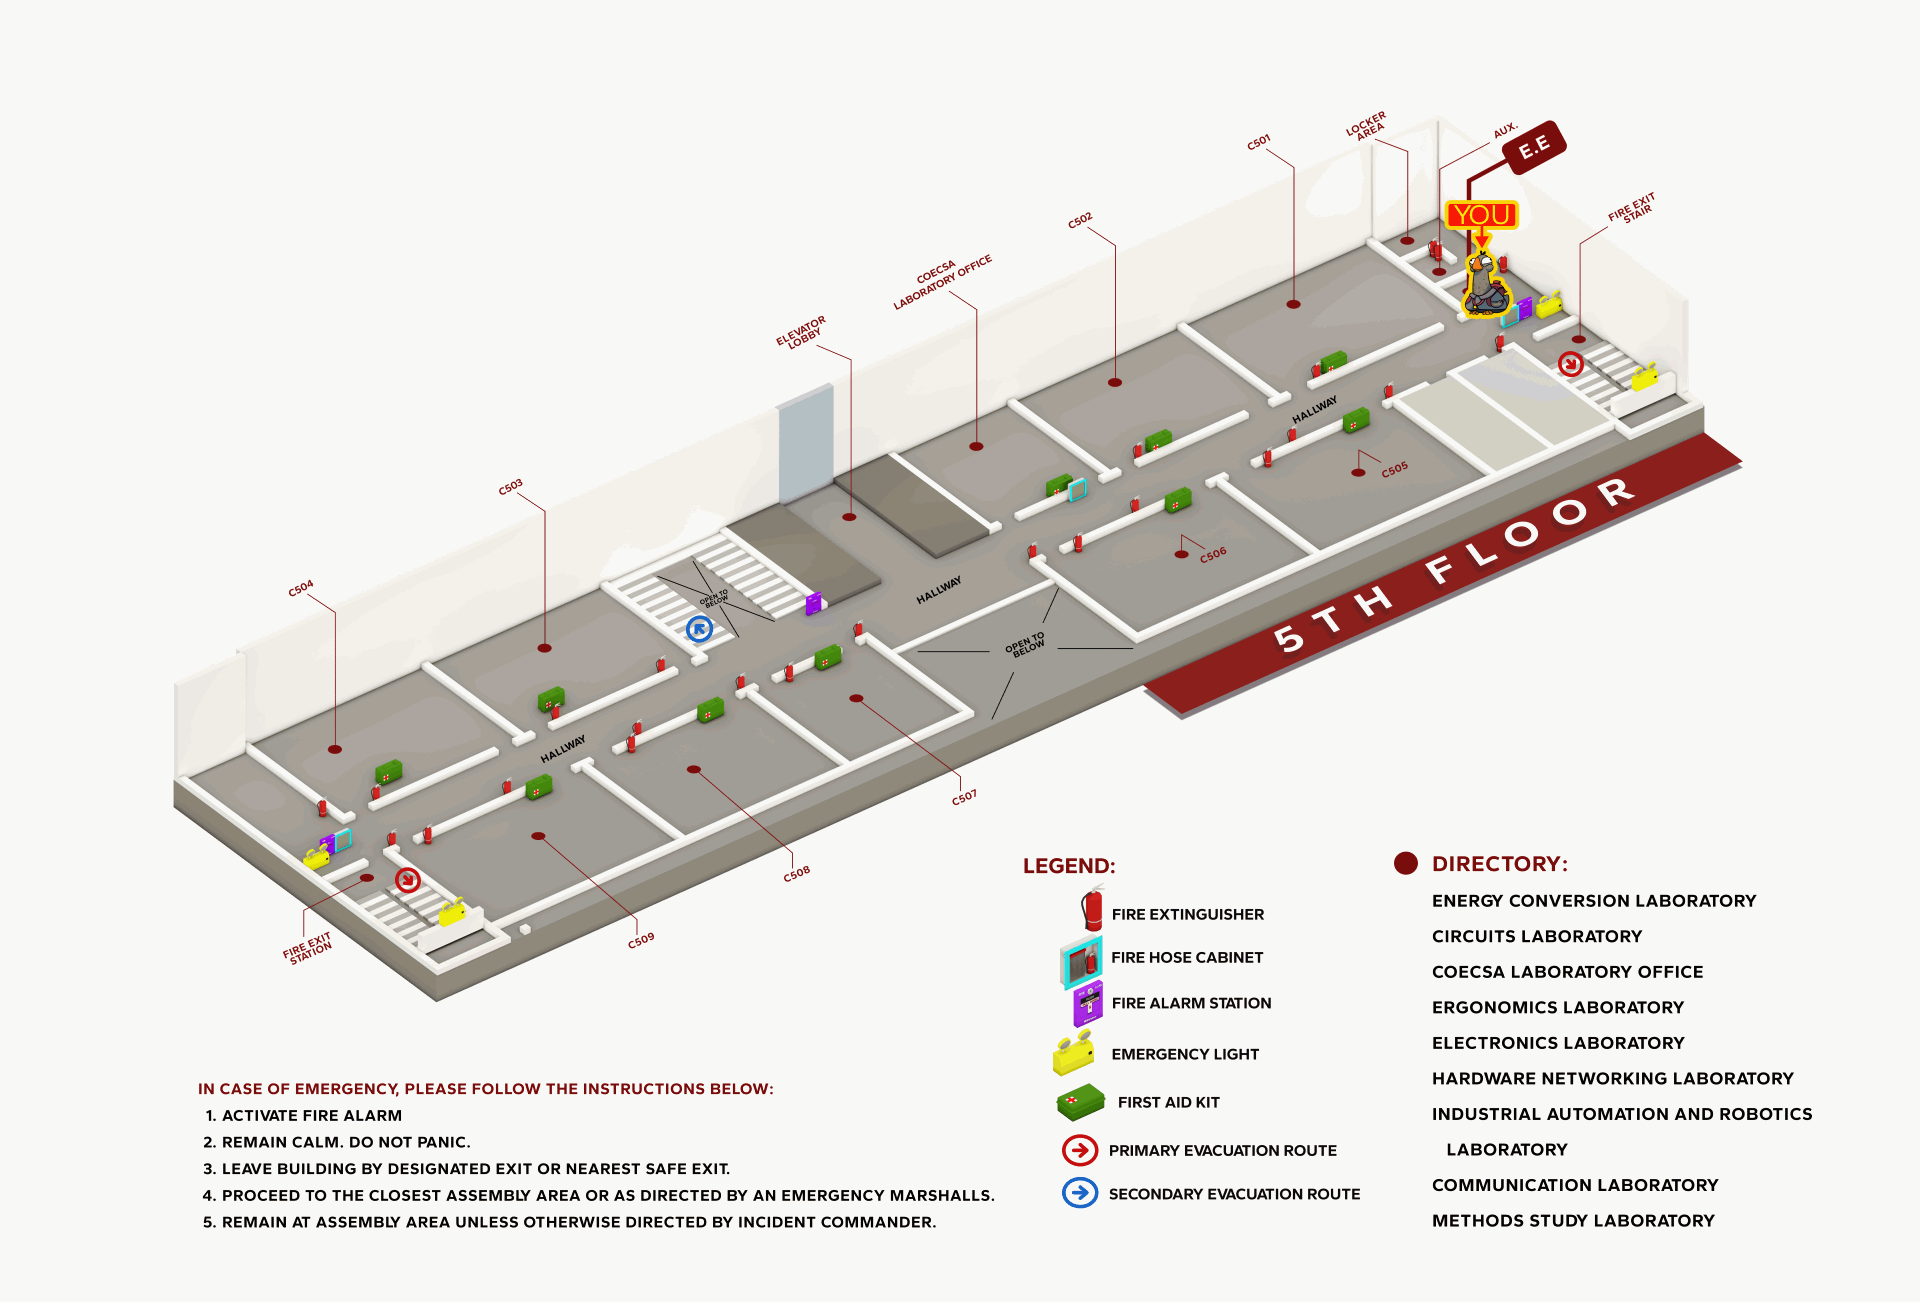 LOCKER
AREA
AUX.
E.E
C501
YOU
FIRE EXIT
STAIR
C502
COECSA
LABORATORY OFFICE
ELEVATOR
LOBBY
HALLWAY
C505
C503
5TH FLOOR
C506
C504
OPEN TO
BELOW
HALLWAY
OPEN TO
BELOW
HALLWAY
C507
C508
C509
FIRE EXIT
STATION
LEGEND:
FIRE EXTINGUISHER
FIRE HOSE CABINET
FIRE ALARM STATION
EMERGENCY LIGHT
FIRST AID KIT
PRIMARY EVACUATION ROUTE
SECONDARY EVACUATION ROUTE
DIRECTORY:
ENERGY CONVERSION LABORATORY
CIRCUITS LABORATORY
COECSA LABORATORY OFFICE
ERGONOMICS LABORATORY
ELECTRONICS LABORATORY
HARDWARE NETWORKING LABORATORY
INDUSTRIAL AUTOMATION AND ROBOTICS
LABORATORY
COMMUNICATION LABORATORY
METHODS STUDY LABORATORY
IN CASE OF EMERGENCY, PLEASE FOLLOW THE INSTRUCTIONS BELOW:
1. ACTIVATE FIRE ALARM
2. REMAIN CALM. DO NOT PANIC.
3. LEAVE BUILDING BY DESIGNATED EXIT OR NEAREST SAFE EXIT.
4. PROCEED TO THE CLOSEST ASSEMBLY AREA OR AS DIRECTED BY AN EMERGENCY MARSHALLS.
5. REMAIN AT ASSEMBLY AREA UNLESS OTHERWISE DIRECTED BY INCIDENT COMMANDER.